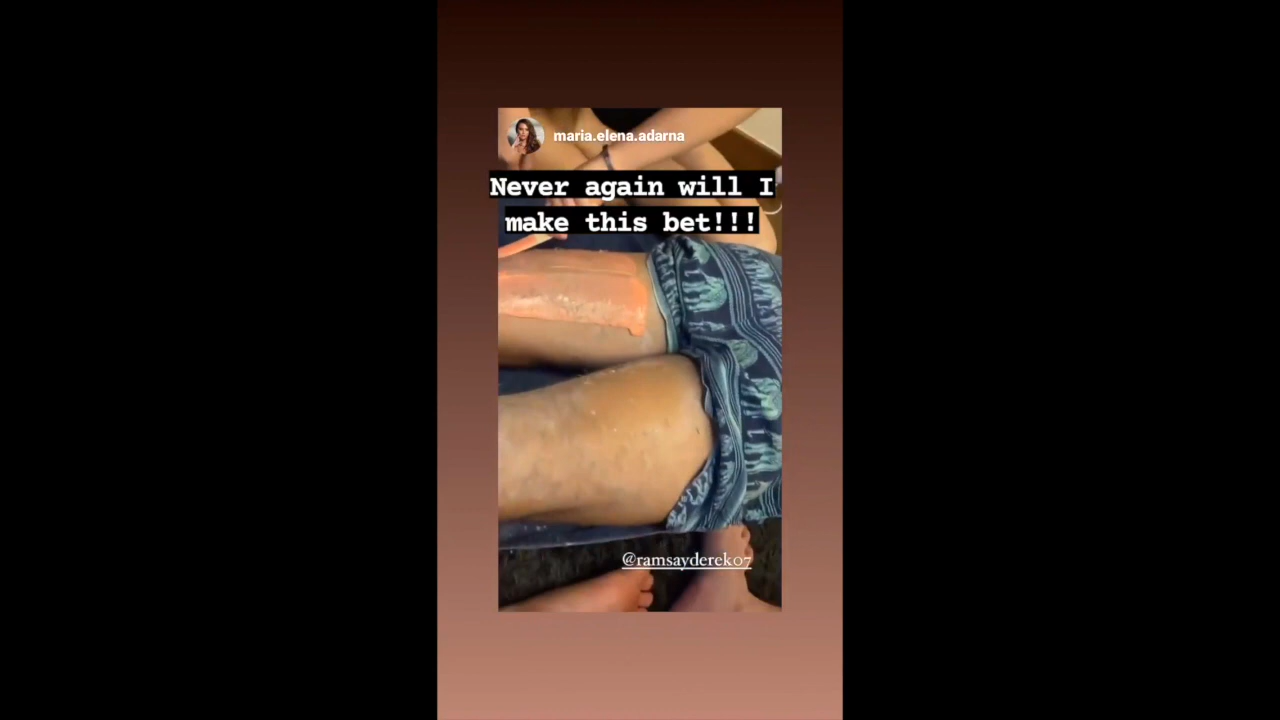 maria.elena.adarna
Never again will I
make this bet!!!
@ramsayderek07